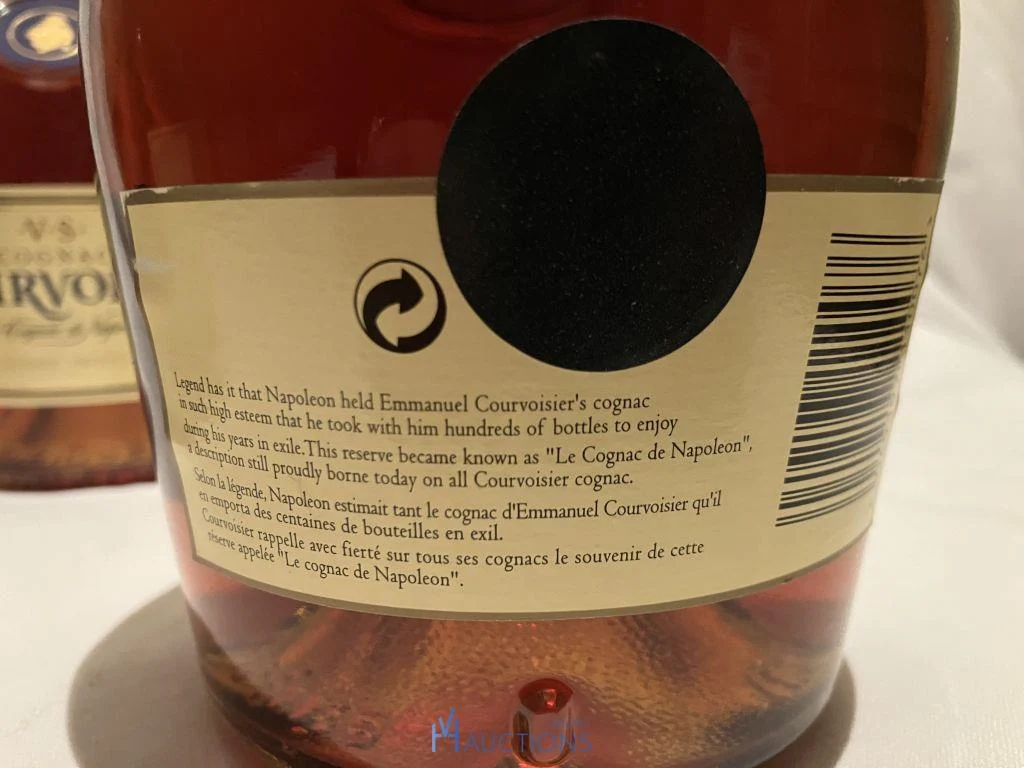 VS
COGNAC
Legend has it that Napoleon held Emmanuel Courvoisier's cognac
in such high esteem that he took with him hundreds of bottles to enjoy
during his years in exile.This reserve became known as "Le Cognac de Napoleon",
a description still proudly borne today on all Courvoisier cognac.
Selon la légende, Napoleon estimait tant le cognac d'Emmanuel Courvoisier qu'il
en emporta des centaines de bouteilles en exil.
Courvoisier rappelle avec fierté sur tous ses cognacs le souvenir de cette
réserve appelée "Le cognac de Napoleon".
AUCTIONS